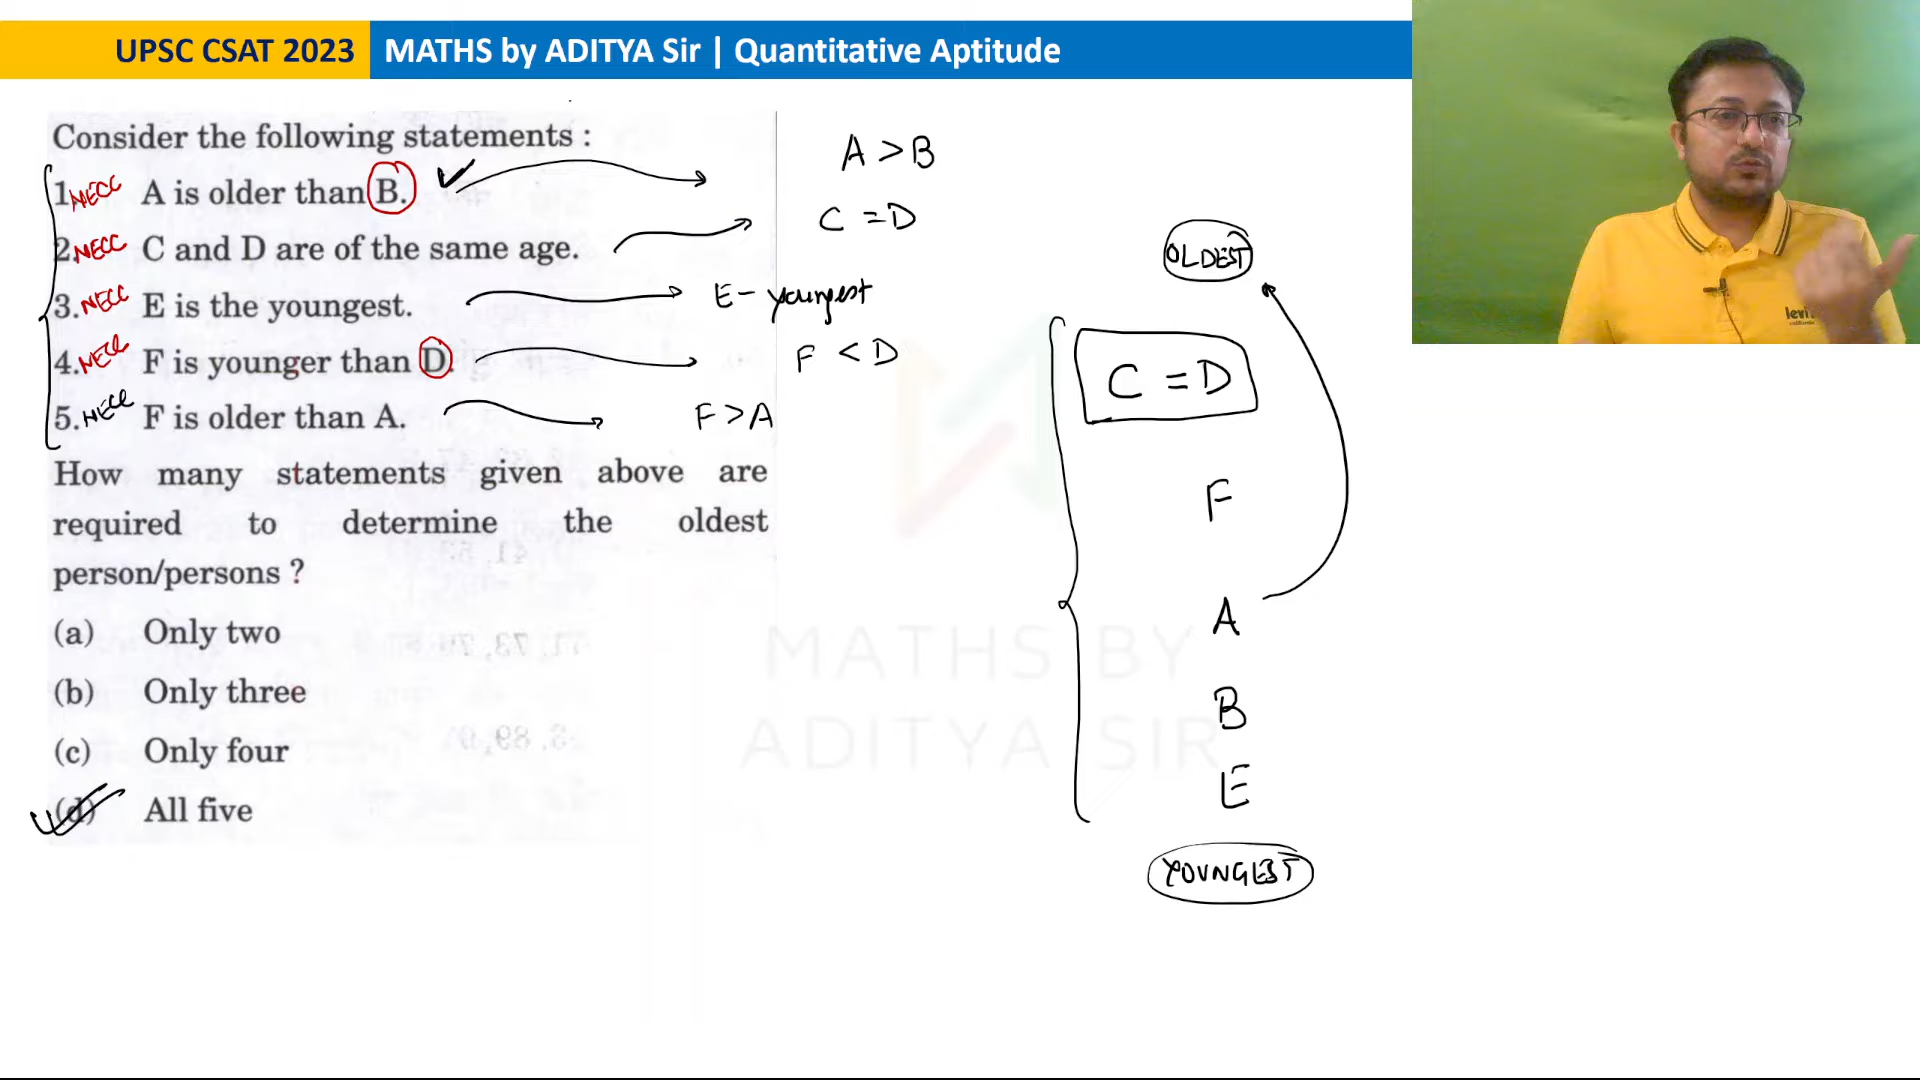 UPSC CSAT 2023 MATHS by ADITYA Sir | Quantitative Aptitude
Consider the following statements :
1. NECC A is older than B.
2. NECC C and D are of the same age.
3. NECC E is the youngest.
4. NECC F is younger than D.
5. NECC F is older than A.
How many statements given above are
required to determine the oldest
person/persons ?
(a) Only two
(b) Only three
(c) Only four
(d) All five
A > B
C = D
E - youngest
F < D
F > A
OLDEST
C = D
F
A
B
E
YOUNGEST
MATHS BY
ADITYA SIR
levi